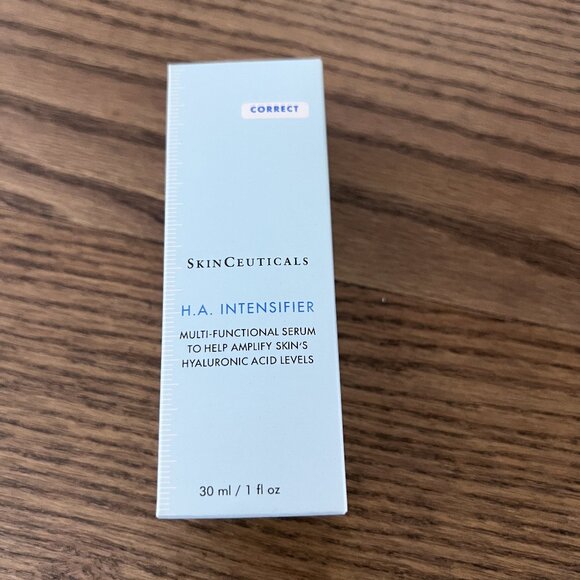 CORRECT
SKINCEUTICALS
H.A. INTENSIFIER
MULTI-FUNCTIONAL SERUM
TO HELP AMPLIFY SKIN'S
HYALURONIC ACID LEVELS
30 ml / 1 fl oz